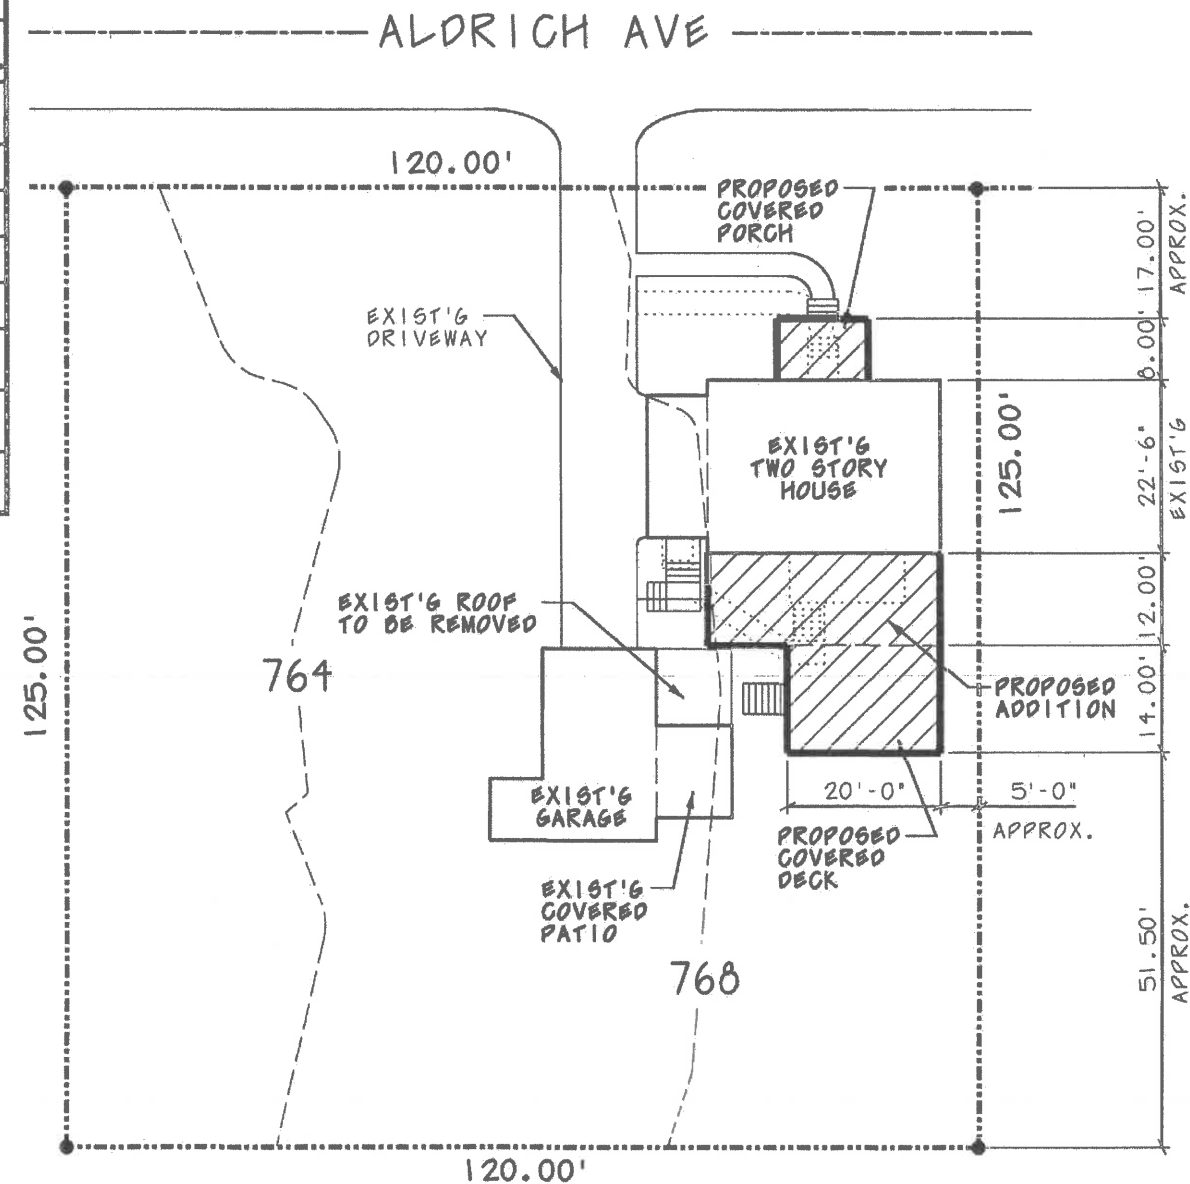 ALDRICH AVE
120.00'
PROPOSED
COVERED
PORCH
17.00'
APPROX.
EXIST'G
DRIVEWAY
8.00'
EXIST'G
TWO STORY
HOUSE
125.00'
22'-6"
EXIST'G
EXIST'G ROOF
TO BE REMOVED
12.00'
125.00'
764
PROPOSED
ADDITION
14.00'
EXIST'G
GARAGE
20'-0"
5'-0"
APPROX.
PROPOSED
COVERED
DECK
EXIST'G
COVERED
PATIO
768
51.50'
APPROX.
120.00'